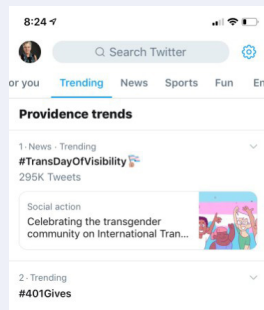 8:24
Search Twitter
or you Trending News Sports Fun En
Providence trends
1 · News · Trending
#TransDayOfVisibility
295K Tweets
Social action
Celebrating the transgender
community on International Tran...
2 · Trending
#401Gives